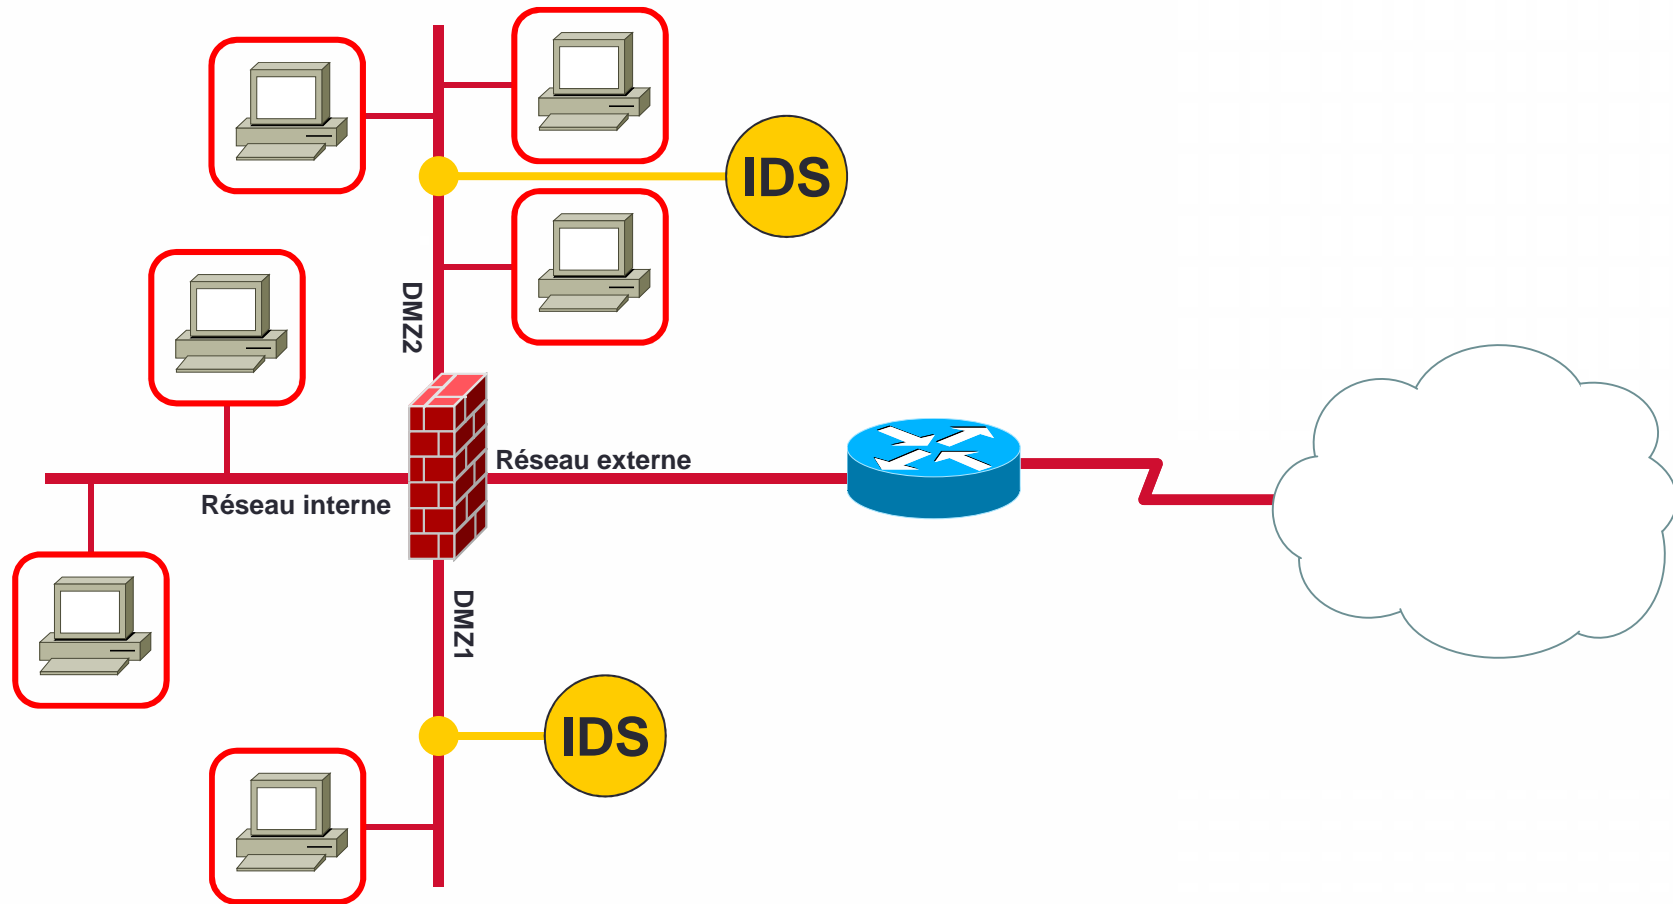 IDS
DMZ2
Réseau externe
Réseau interne
DMZ1
IDS